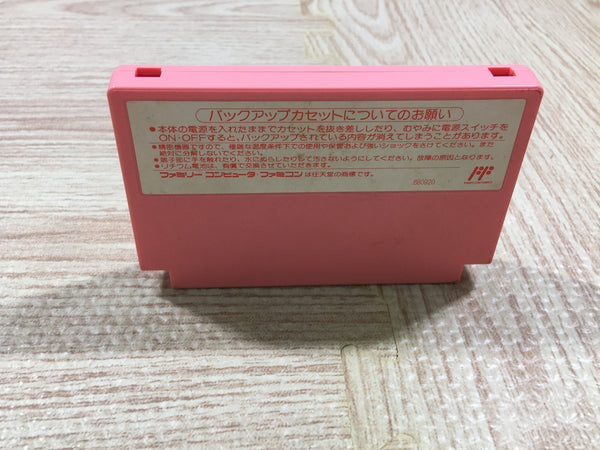 バックアップカセットについてのお願い
●本体の電源を入れたままでカセットを抜き差ししたり、むやみに電源スイッチを
ON・OFFすると、バックアップされている内容が消えてしまうことがあります。
●精密機器ですので、極端な温度条件下での使用や保管および強いショックをさけてください。また
絶対に分解しないでください。
●端子部に手を触れたり、水にぬらしたりして汚さないようにしてください。故障の原因となります。
●リチウム電池は、有償で交換させていただきます。
ファミリー コンピュータ・ファミコン は任天堂の商標です。